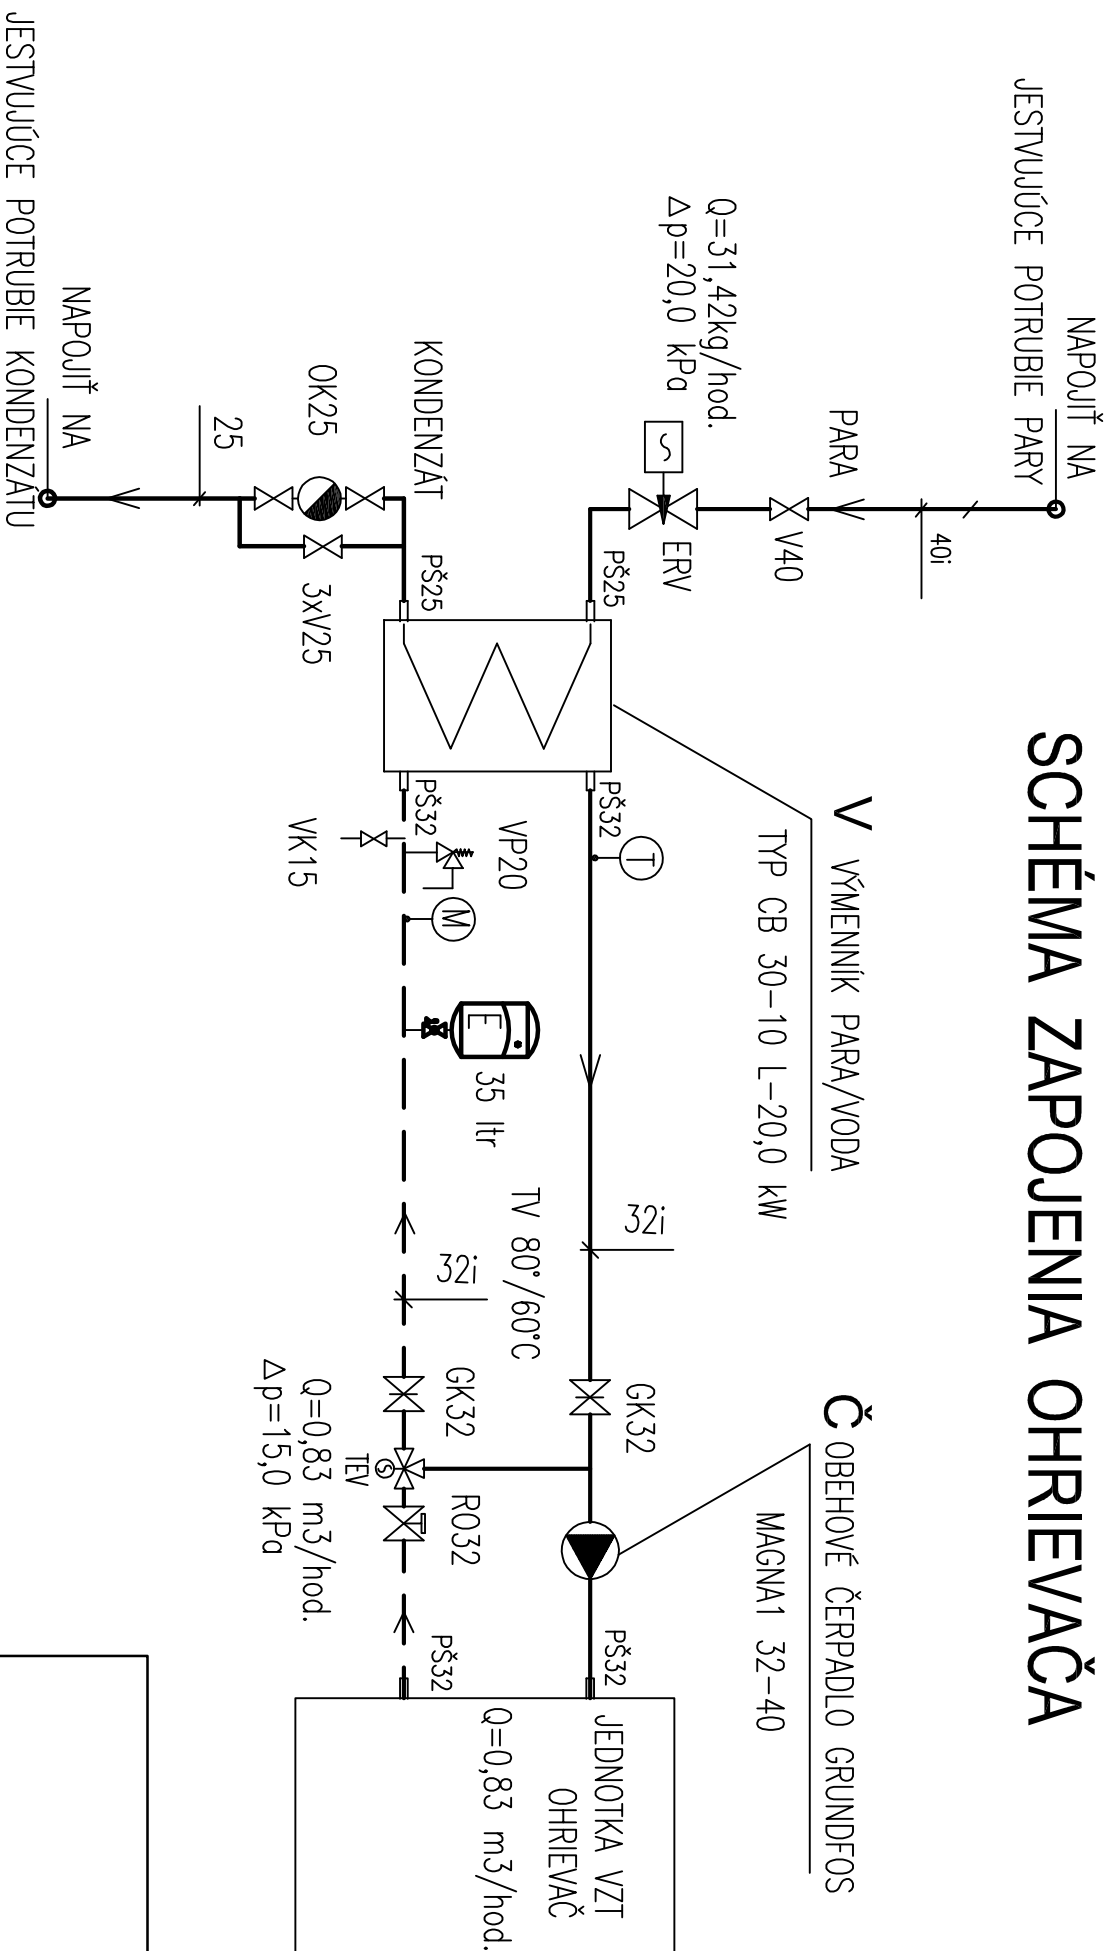 SCHÉMA ZAPOJENIA OHRIEVAČA
NAPOJIŤ NA
JESTVUJÚCE POTRUBIE PARY
40i
PARA
V40
Q=31,42kg/hod.
Δp=20,0 kPa
ERV
PŠ25
V VÝMENNÍK PARA/VODA
TYP CB 30-10 L-20,0 kW
Č OBEHOVÉ ČERPADLO GRUNDFOS
MAGNA1 32-40
PŠ32
T
32i
GK32
PŠ32
JEDNOTKA VZT
OHRIEVAČ
Q=0,83 m3/hod.
TV 80°/60°C
KONDENZÁT
PŠ25
PŠ32
VP20
M
E
35 ltr
32i
GK32
RO32
PŠ32
TEV
S
Q=0,83 m3/hod.
Δp=15,0 kPa
OK25
3xV25
VK15
25
NAPOJIŤ NA
JESTVUJÚCE POTRUBIE KONDENZÁTU